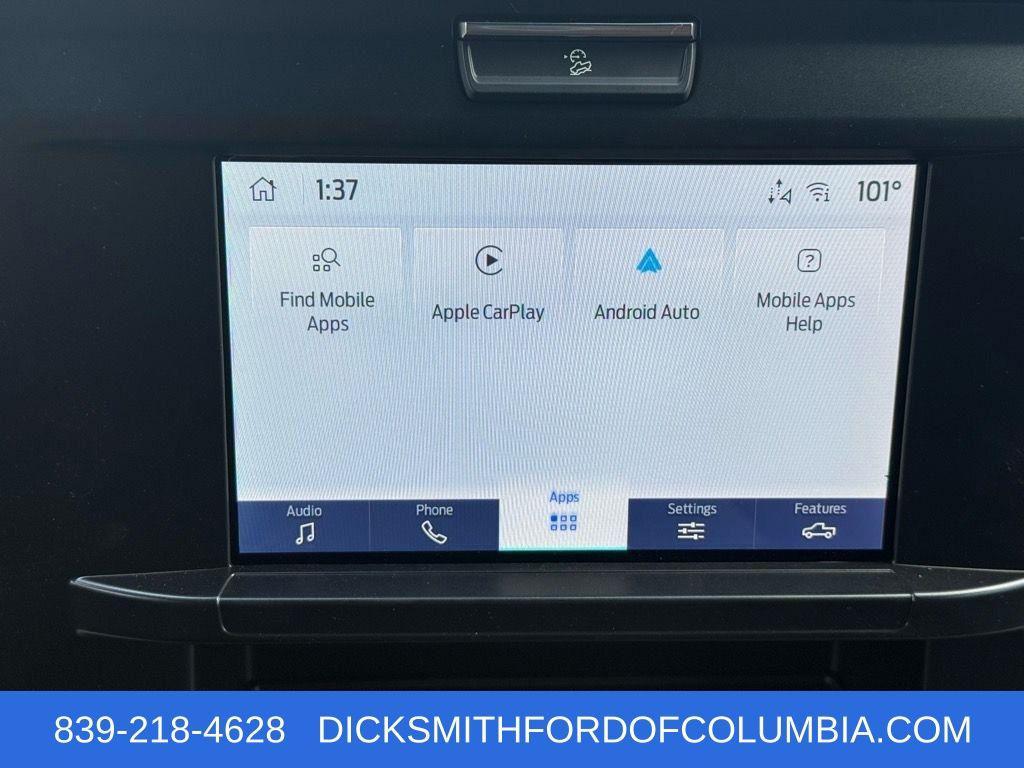 1:37 101°
Find Mobile
Apps
Apple CarPlay
Android Auto
Mobile Apps
Help
Audio
Phone
Apps
Settings
Features
839-218-4628 DICKSMITHFORDOFCOLUMBIA.COM